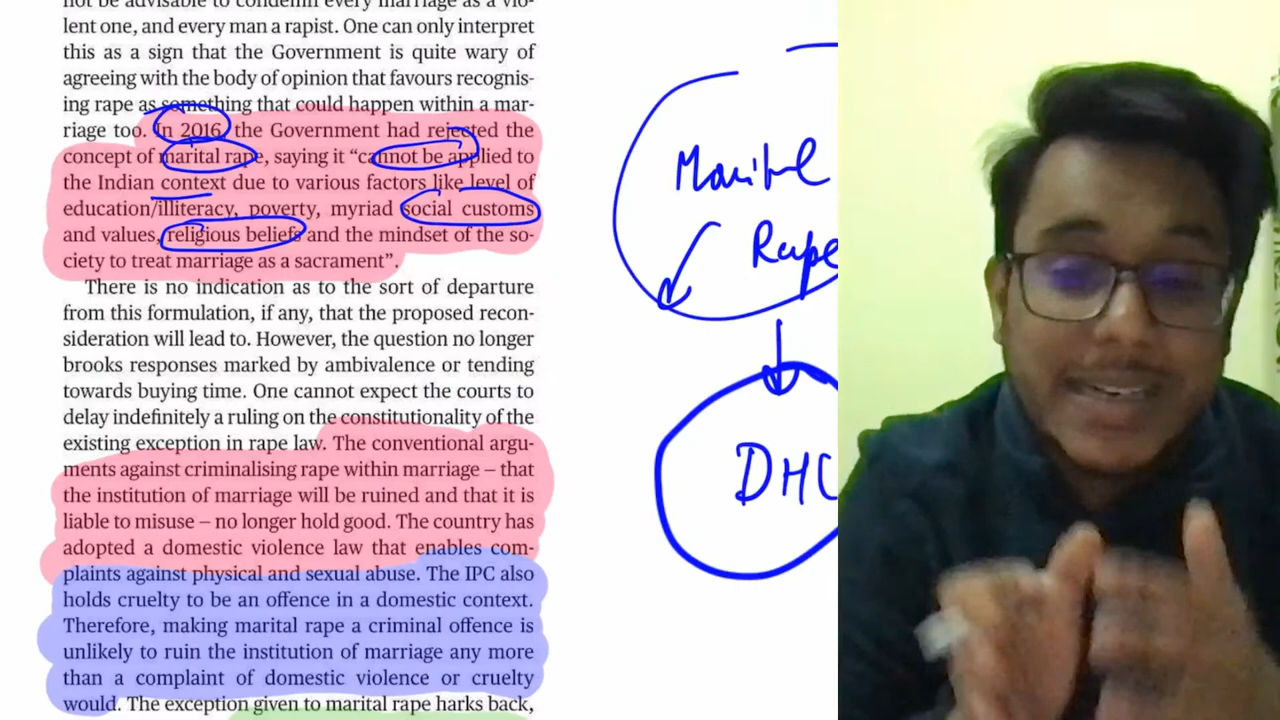 not be advisable to condemn every marriage as a vio-
lent one, and every man a rapist. One can only interpret
this as a sign that the Government is quite wary of
agreeing with the body of opinion that favours recognis-
ing rape as something that could happen within a mar-
riage too. In 2016, the Government had rejected the
concept of marital rape, saying it “cannot be applied to
the Indian context due to various factors like level of
education/illiteracy, poverty, myriad social customs
and values, religious beliefs and the mindset of the so-
ciety to treat marriage as a sacrament”.
There is no indication as to the sort of departure
from this formulation, if any, that the proposed recon-
sideration will lead to. However, the question no longer
brooks responses marked by ambivalence or tending
towards buying time. One cannot expect the courts to
delay indefinitely a ruling on the constitutionality of the
existing exception in rape law. The conventional argu-
ments against criminalising rape within marriage – that
the institution of marriage will be ruined and that it is
liable to misuse – no longer hold good. The country has
adopted a domestic violence law that enables com-
plaints against physical and sexual abuse. The IPC also
holds cruelty to be an offence in a domestic context.
Therefore, making marital rape a criminal offence is
unlikely to ruin the institution of marriage any more
than a complaint of domestic violence or cruelty
would. The exception given to marital rape harks back,
Marital
Rape
DHC